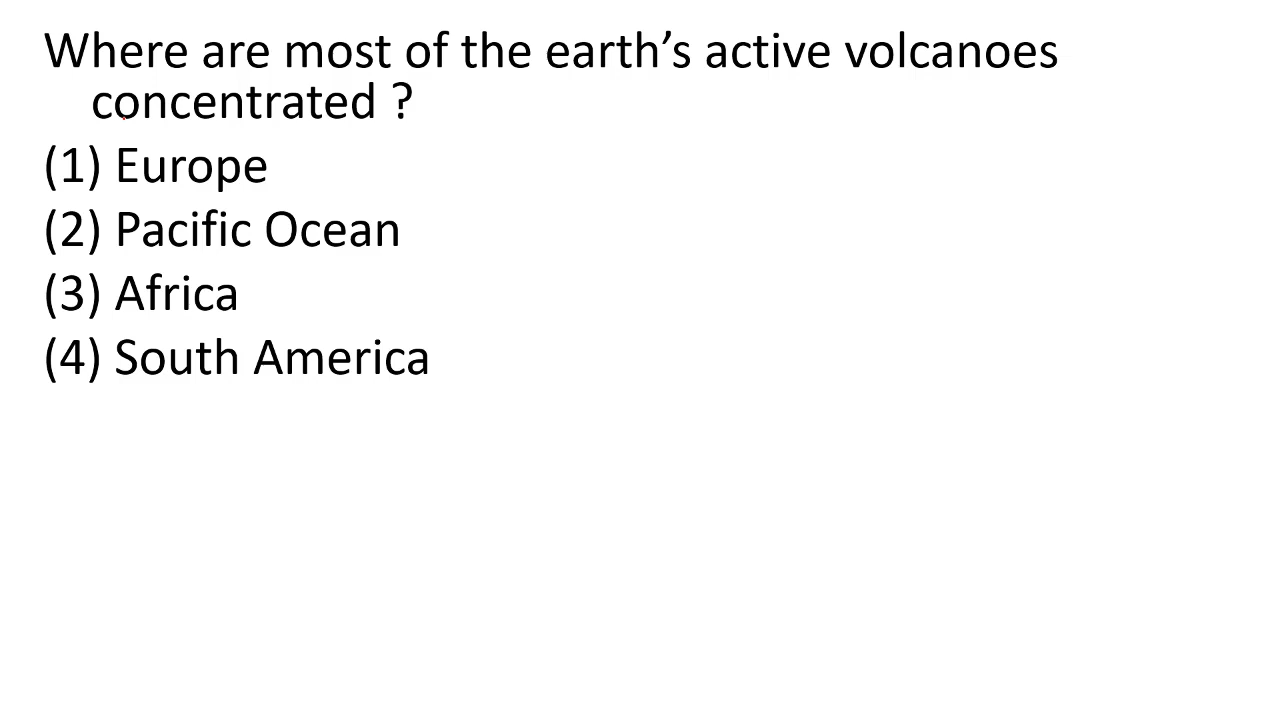 Where are most of the earth’s active volcanoes
concentrated ?
(1) Europe
(2) Pacific Ocean
(3) Africa
(4) South America